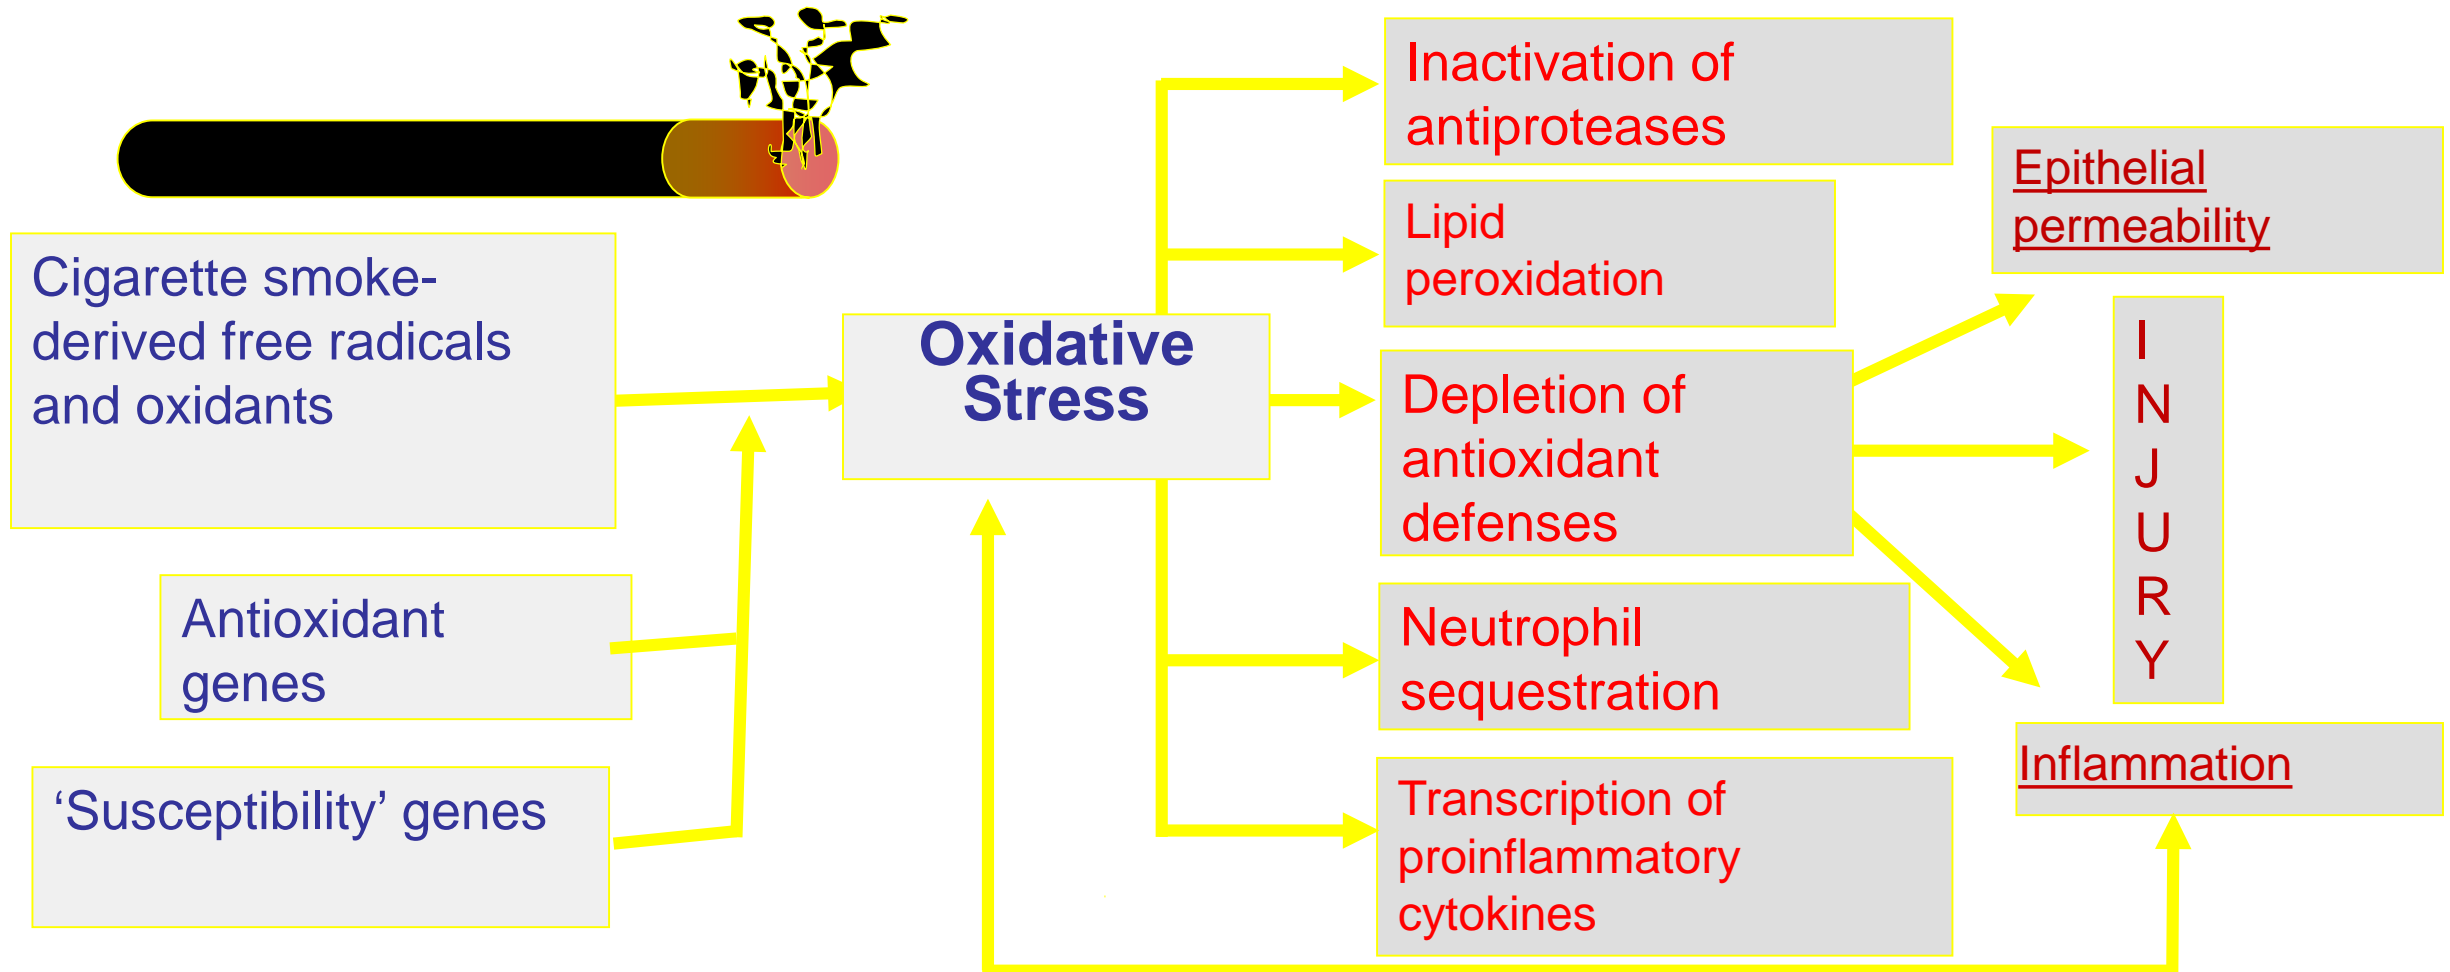 Cigarette smoke-
derived free radicals
and oxidants
Antioxidant
genes
‘Susceptibility’ genes
Oxidative
Stress
Inactivation of
antiproteases
Lipid
peroxidation
Depletion of
antioxidant
defenses
Neutrophil
sequestration
Transcription of
proinflammatory
cytokines
Epithelial
permeability
I
N
J
U
R
Y
Inflammation